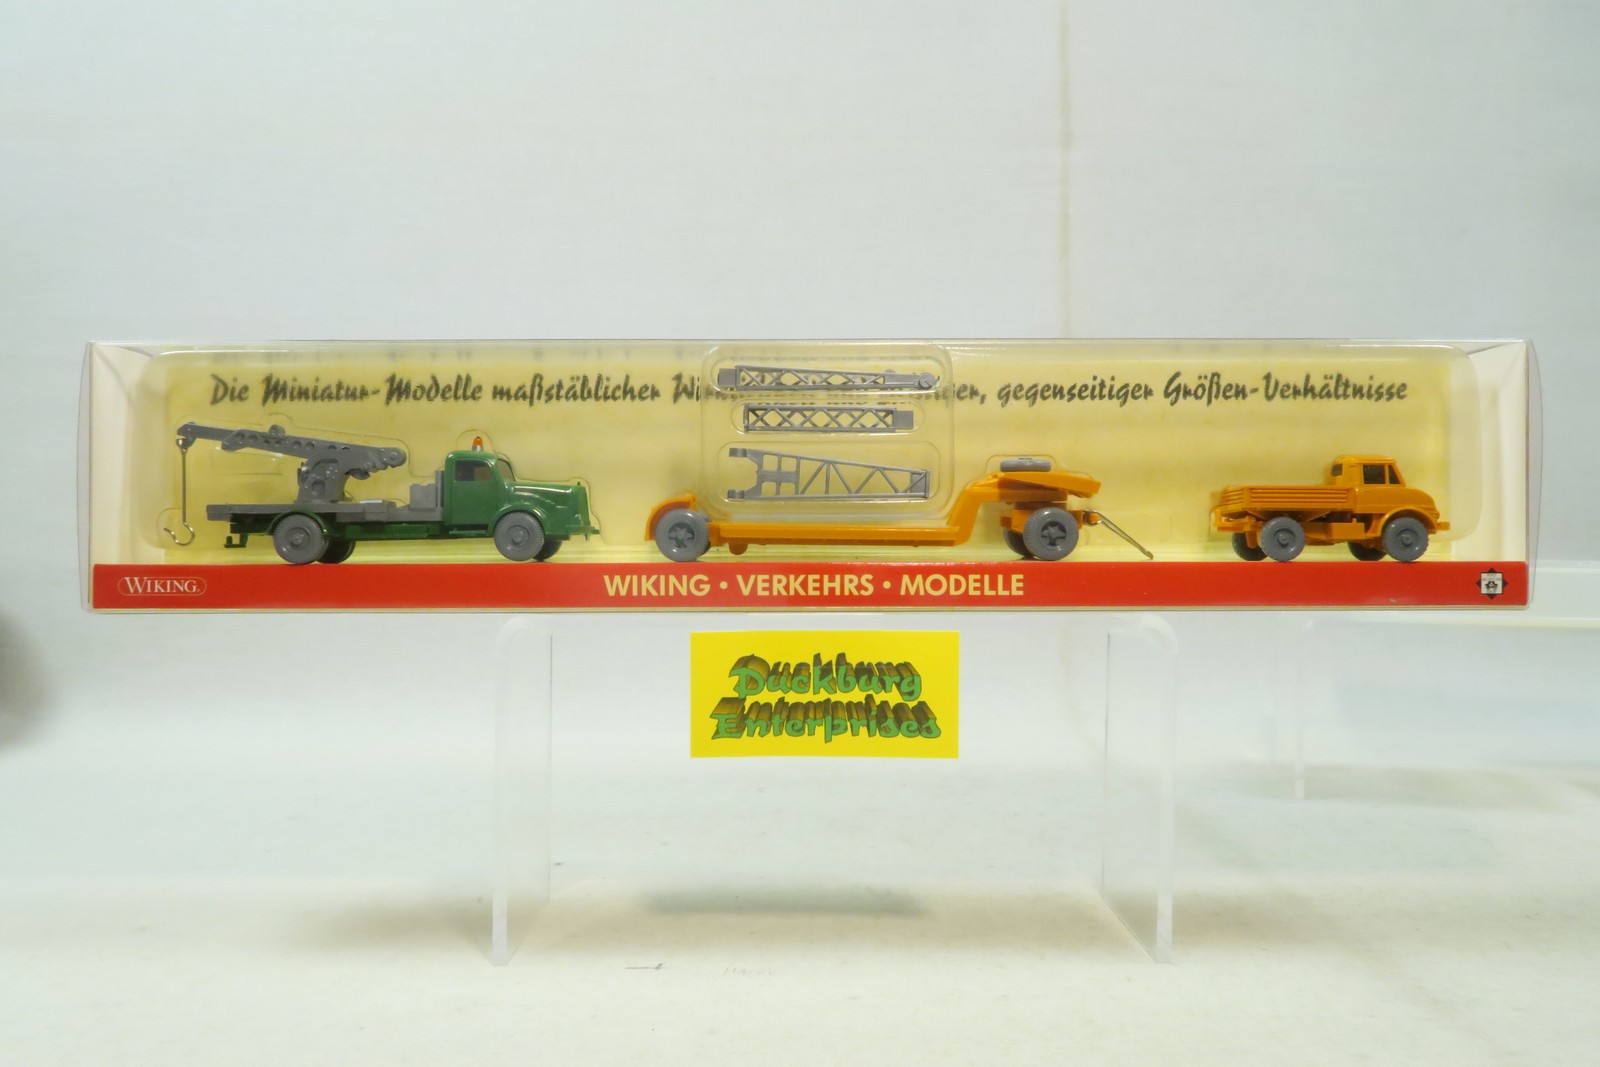 Die Miniatur-Modelle maßstäblicher gegenseitiger Größen-Verhältnisse
WIKING
WIKING • VERKEHRS • MODELLE
Duckburg
Enterprises